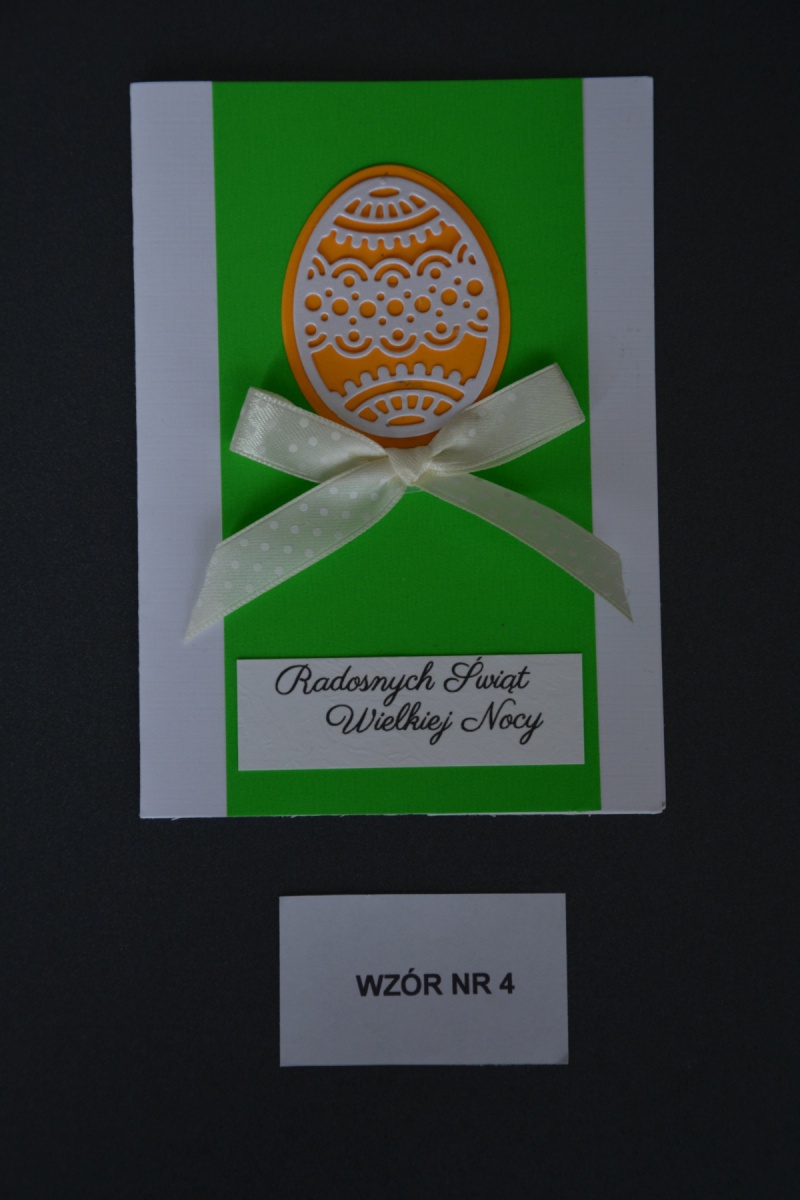 Radosnych Świąt
Wielkiej Nocy
WZÓR NR 4